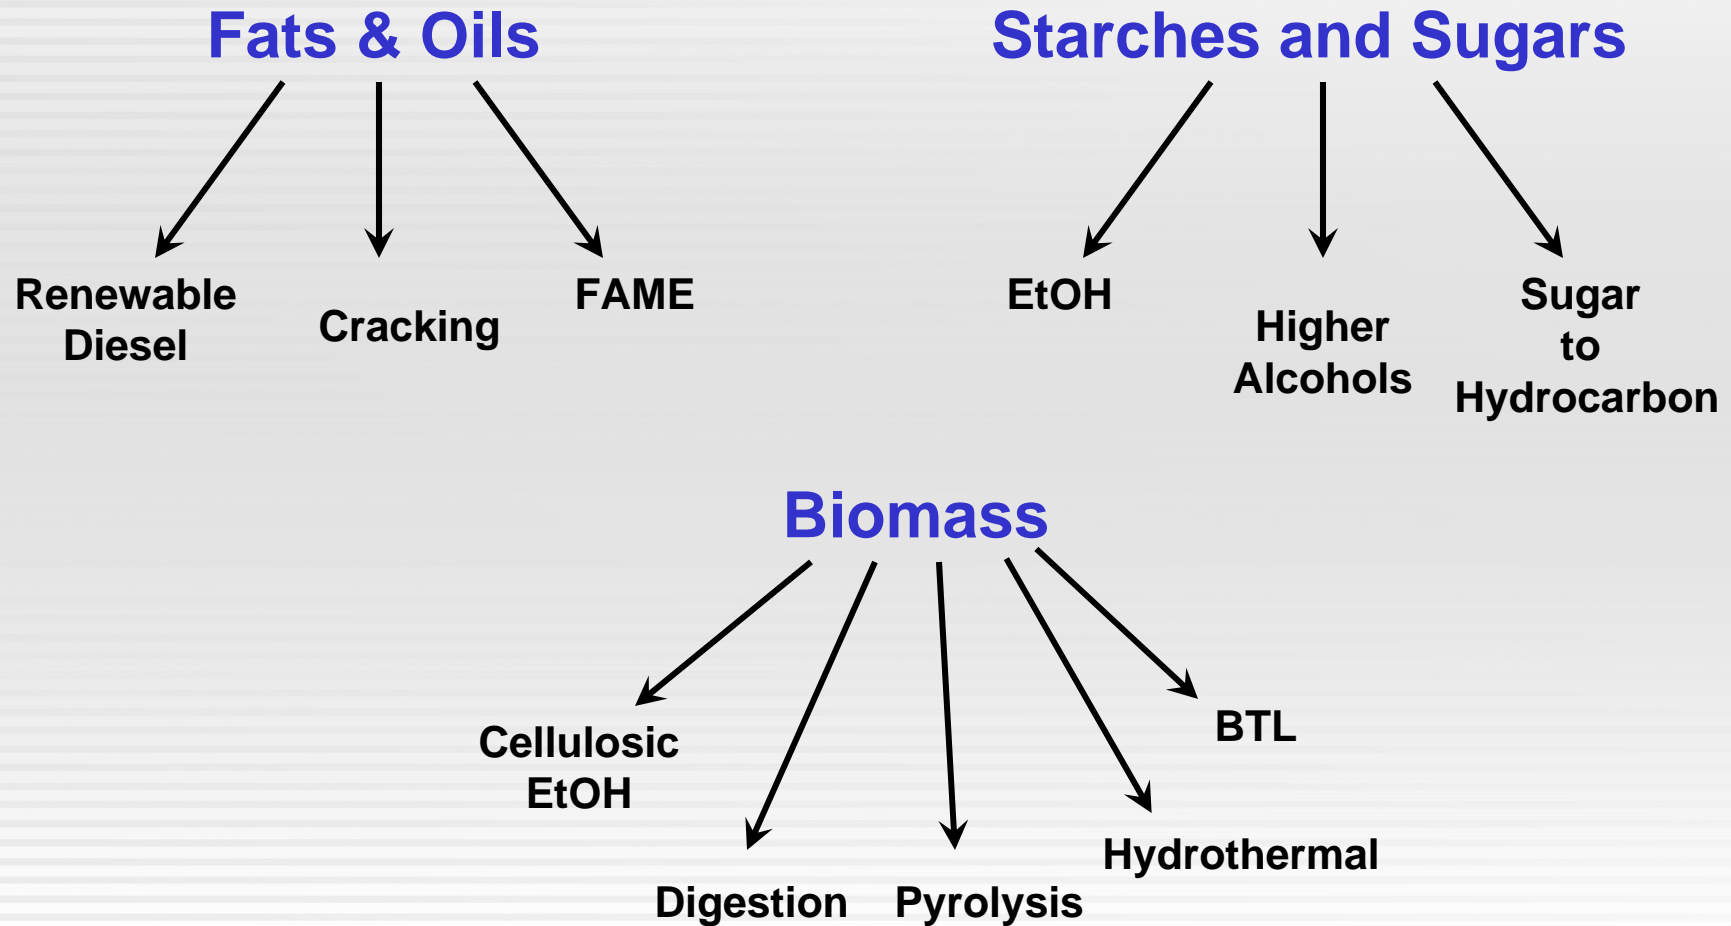 Fats & Oils
Renewable
Diesel
Cracking
FAME
Starches and Sugars
EtOH
Higher
Alcohols
Sugar
to
Hydrocarbon
Biomass
Cellulosic
EtOH
Digestion
Pyrolysis
Hydrothermal
BTL